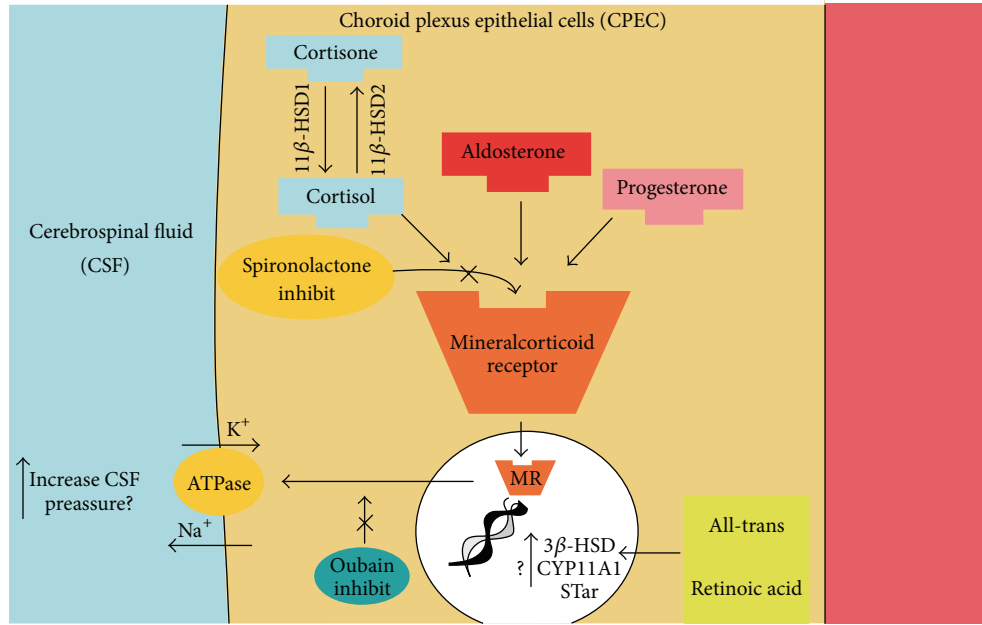 Choroid plexus epithelial cells (CPEC)
Cortisone
11β-HSD1
11β-HSD2
Cortisol
Aldosterone
Progesterone
Cerebrospinal fluid
(CSF)
Spironolactone
inhibit
Mineralcorticoid
receptor
K+
ATPase
Na+
Increase CSF
preassure?
MR
Oubain
inhibit
?
3β-HSD
CYP11A1
STar
All-trans
Retinoic acid